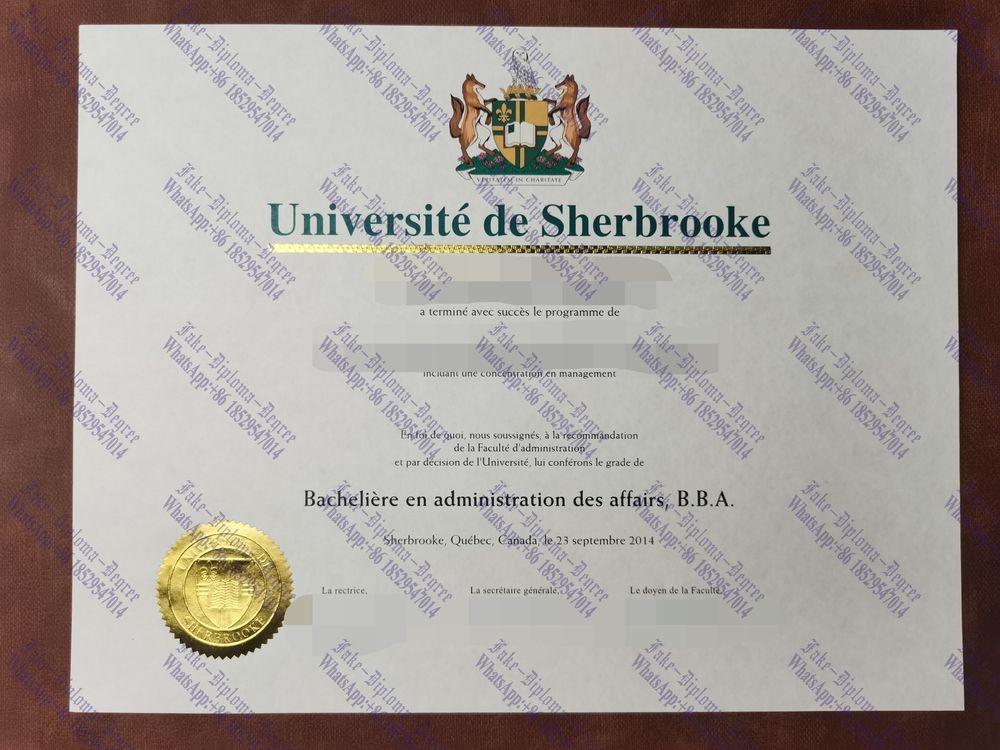 VERITATEM IN CHARITATE
Université de Sherbrooke
a terminé avec succès le programme de
incluant une concentration en management
En foi de quoi, nous soussignés, à la recommandation
de la Faculté d'administration
et par décision de l'Université, lui conférons le grade de
Bachelière en administration des affaires, B.B.A.
Sherbrooke, Québec, Canada, le 23 septembre 2014
La rectrice,
La secrétaire générale,
Le doyen de la Faculté,
SHERBROOKE
Fake-Diploma-Degree
WhatsApp:+86 18529547014